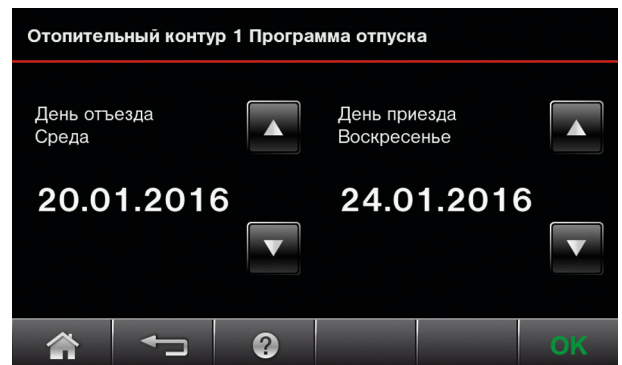 Отопительный контур 1 Программа отпуска
День отъезда
Среда
20.01.2016
День приезда
Воскресенье
24.01.2016
?
OK